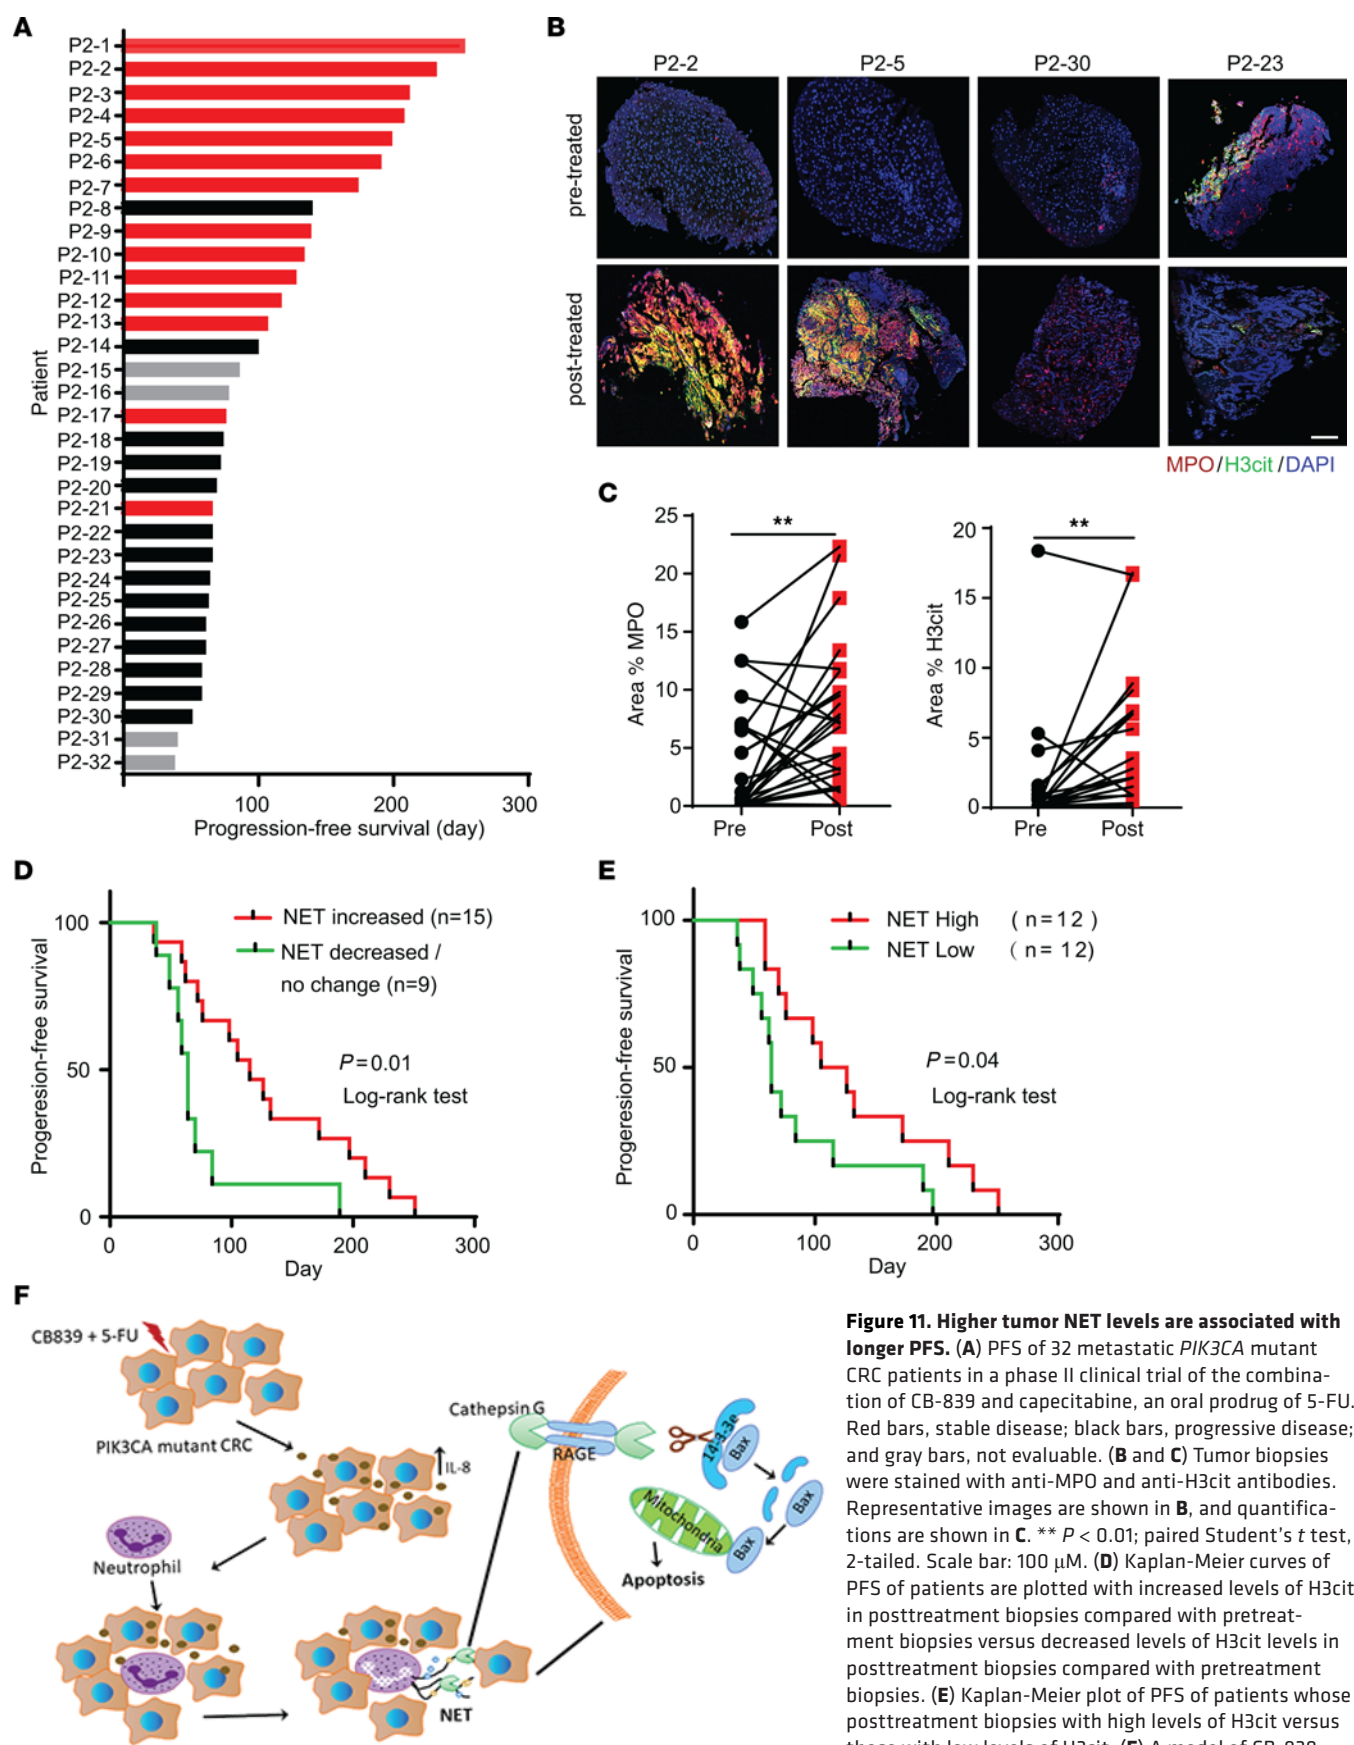 A
P2-1
P2-2
P2-3
P2-4
P2-5
P2-6
P2-7
P2-8
P2-9
P2-10
P2-11
P2-12
P2-13
P2-14
P2-15
P2-16
P2-17
P2-18
P2-19
P2-20
P2-21
P2-22
P2-23
P2-24
P2-25
P2-26
P2-27
P2-28
P2-29
P2-30
P2-31
P2-32
Patient
100 200 300
Progression-free survival (day)
B
P2-2 P2-5 P2-30 P2-23
pre-treated
post-treated
MPO/H3cit/DAPI
C
25
20
15
10
5
0
Area % MPO
**
Pre Post
20
15
10
5
0
Area % H3cit
**
Pre Post
D
100
50
0
Progeresion-free survival
NET increased (n=15)
NET decreased /
no change (n=9)
P=0.01
Log-rank test
0 100 200 300
Day
E
100
50
0
Progeresion-free survival
NET High ( n=12 )
NET Low ( n= 12)
P=0.04
Log-rank test
0 100 200 300
Day
F
CB839 + 5-FU
PIK3CA mutant CRC
IL-8
Neutrophil
NET
Cathepsin G
RAGE
14-3-3e
Bax
Bax
Bax
Mitochondria
Apoptosis
Figure 11. Higher tumor NET levels are associated with
longer PFS. (A) PFS of 32 metastatic PIK3CA mutant
CRC patients in a phase II clinical trial of the combina-
tion of CB-839 and capecitabine, an oral prodrug of 5-FU.
Red bars, stable disease; black bars, progressive disease;
and gray bars, not evaluable. (B and C) Tumor biopsies
were stained with anti-MPO and anti-H3cit antibodies.
Representative images are shown in B, and quantifica-
tions are shown in C. ** P < 0.01; paired Student's t test,
2-tailed. Scale bar: 100 μM. (D) Kaplan-Meier curves of
PFS of patients are plotted with increased levels of H3cit
in posttreatment biopsies compared with pretreat-
ment biopsies versus decreased levels of H3cit levels in
posttreatment biopsies compared with pretreatment
biopsies. (E) Kaplan-Meier plot of PFS of patients whose
posttreatment biopsies with high levels of H3cit versus
those with low levels of H3cit. (F) A model of CB-839